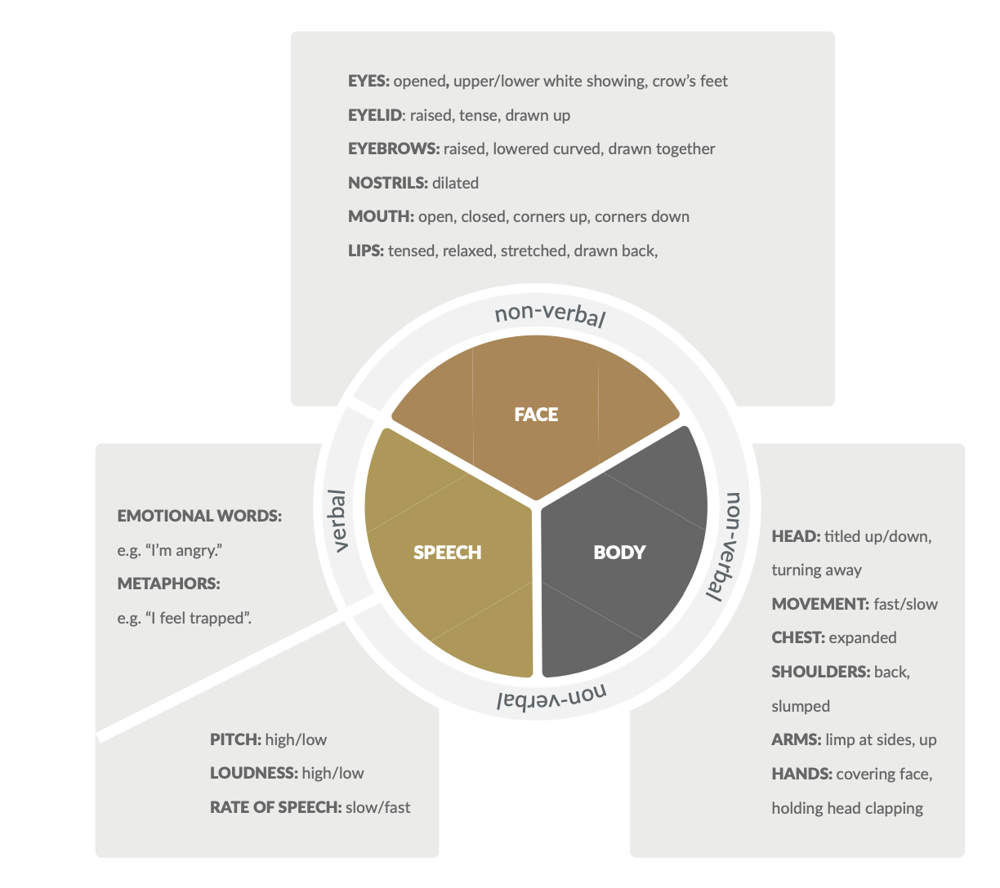 EYES: opened, upper/lower white showing, crow’s feet
EYELID: raised, tense, drawn up
EYEBROWS: raised, lowered curved, drawn together
NOSTRILS: dilated
MOUTH: open, closed, corners up, corners down
LIPS: tensed, relaxed, stretched, drawn back,
non-verbal
FACE
verbal
SPEECH
BODY
non-verbal
non-verbal
EMOTIONAL WORDS:
e.g. “I’m angry.”
METAPHORS:
e.g. “I feel trapped”.
PITCH: high/low
LOUDNESS: high/low
RATE OF SPEECH: slow/fast
HEAD: titled up/down,
turning away
MOVEMENT: fast/slow
CHEST: expanded
SHOULDERS: back,
slumped
ARMS: limp at sides, up
HANDS: covering face,
holding head clapping